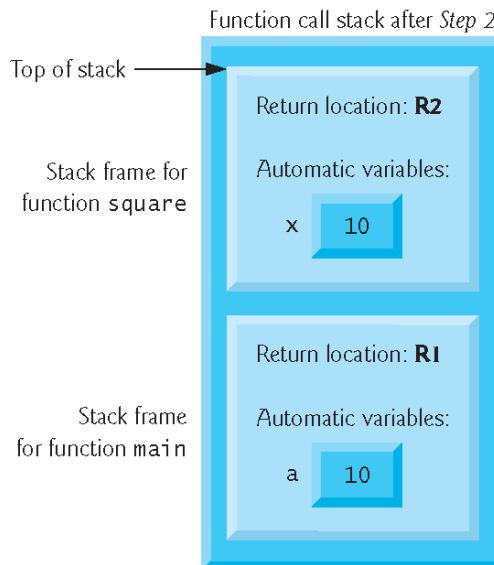 Function call stack after Step 2
Top of stack
Return location: R2
Stack frame for
function square
Automatic variables:
x 10
Return location: R1
Stack frame
for function main
Automatic variables:
a 10